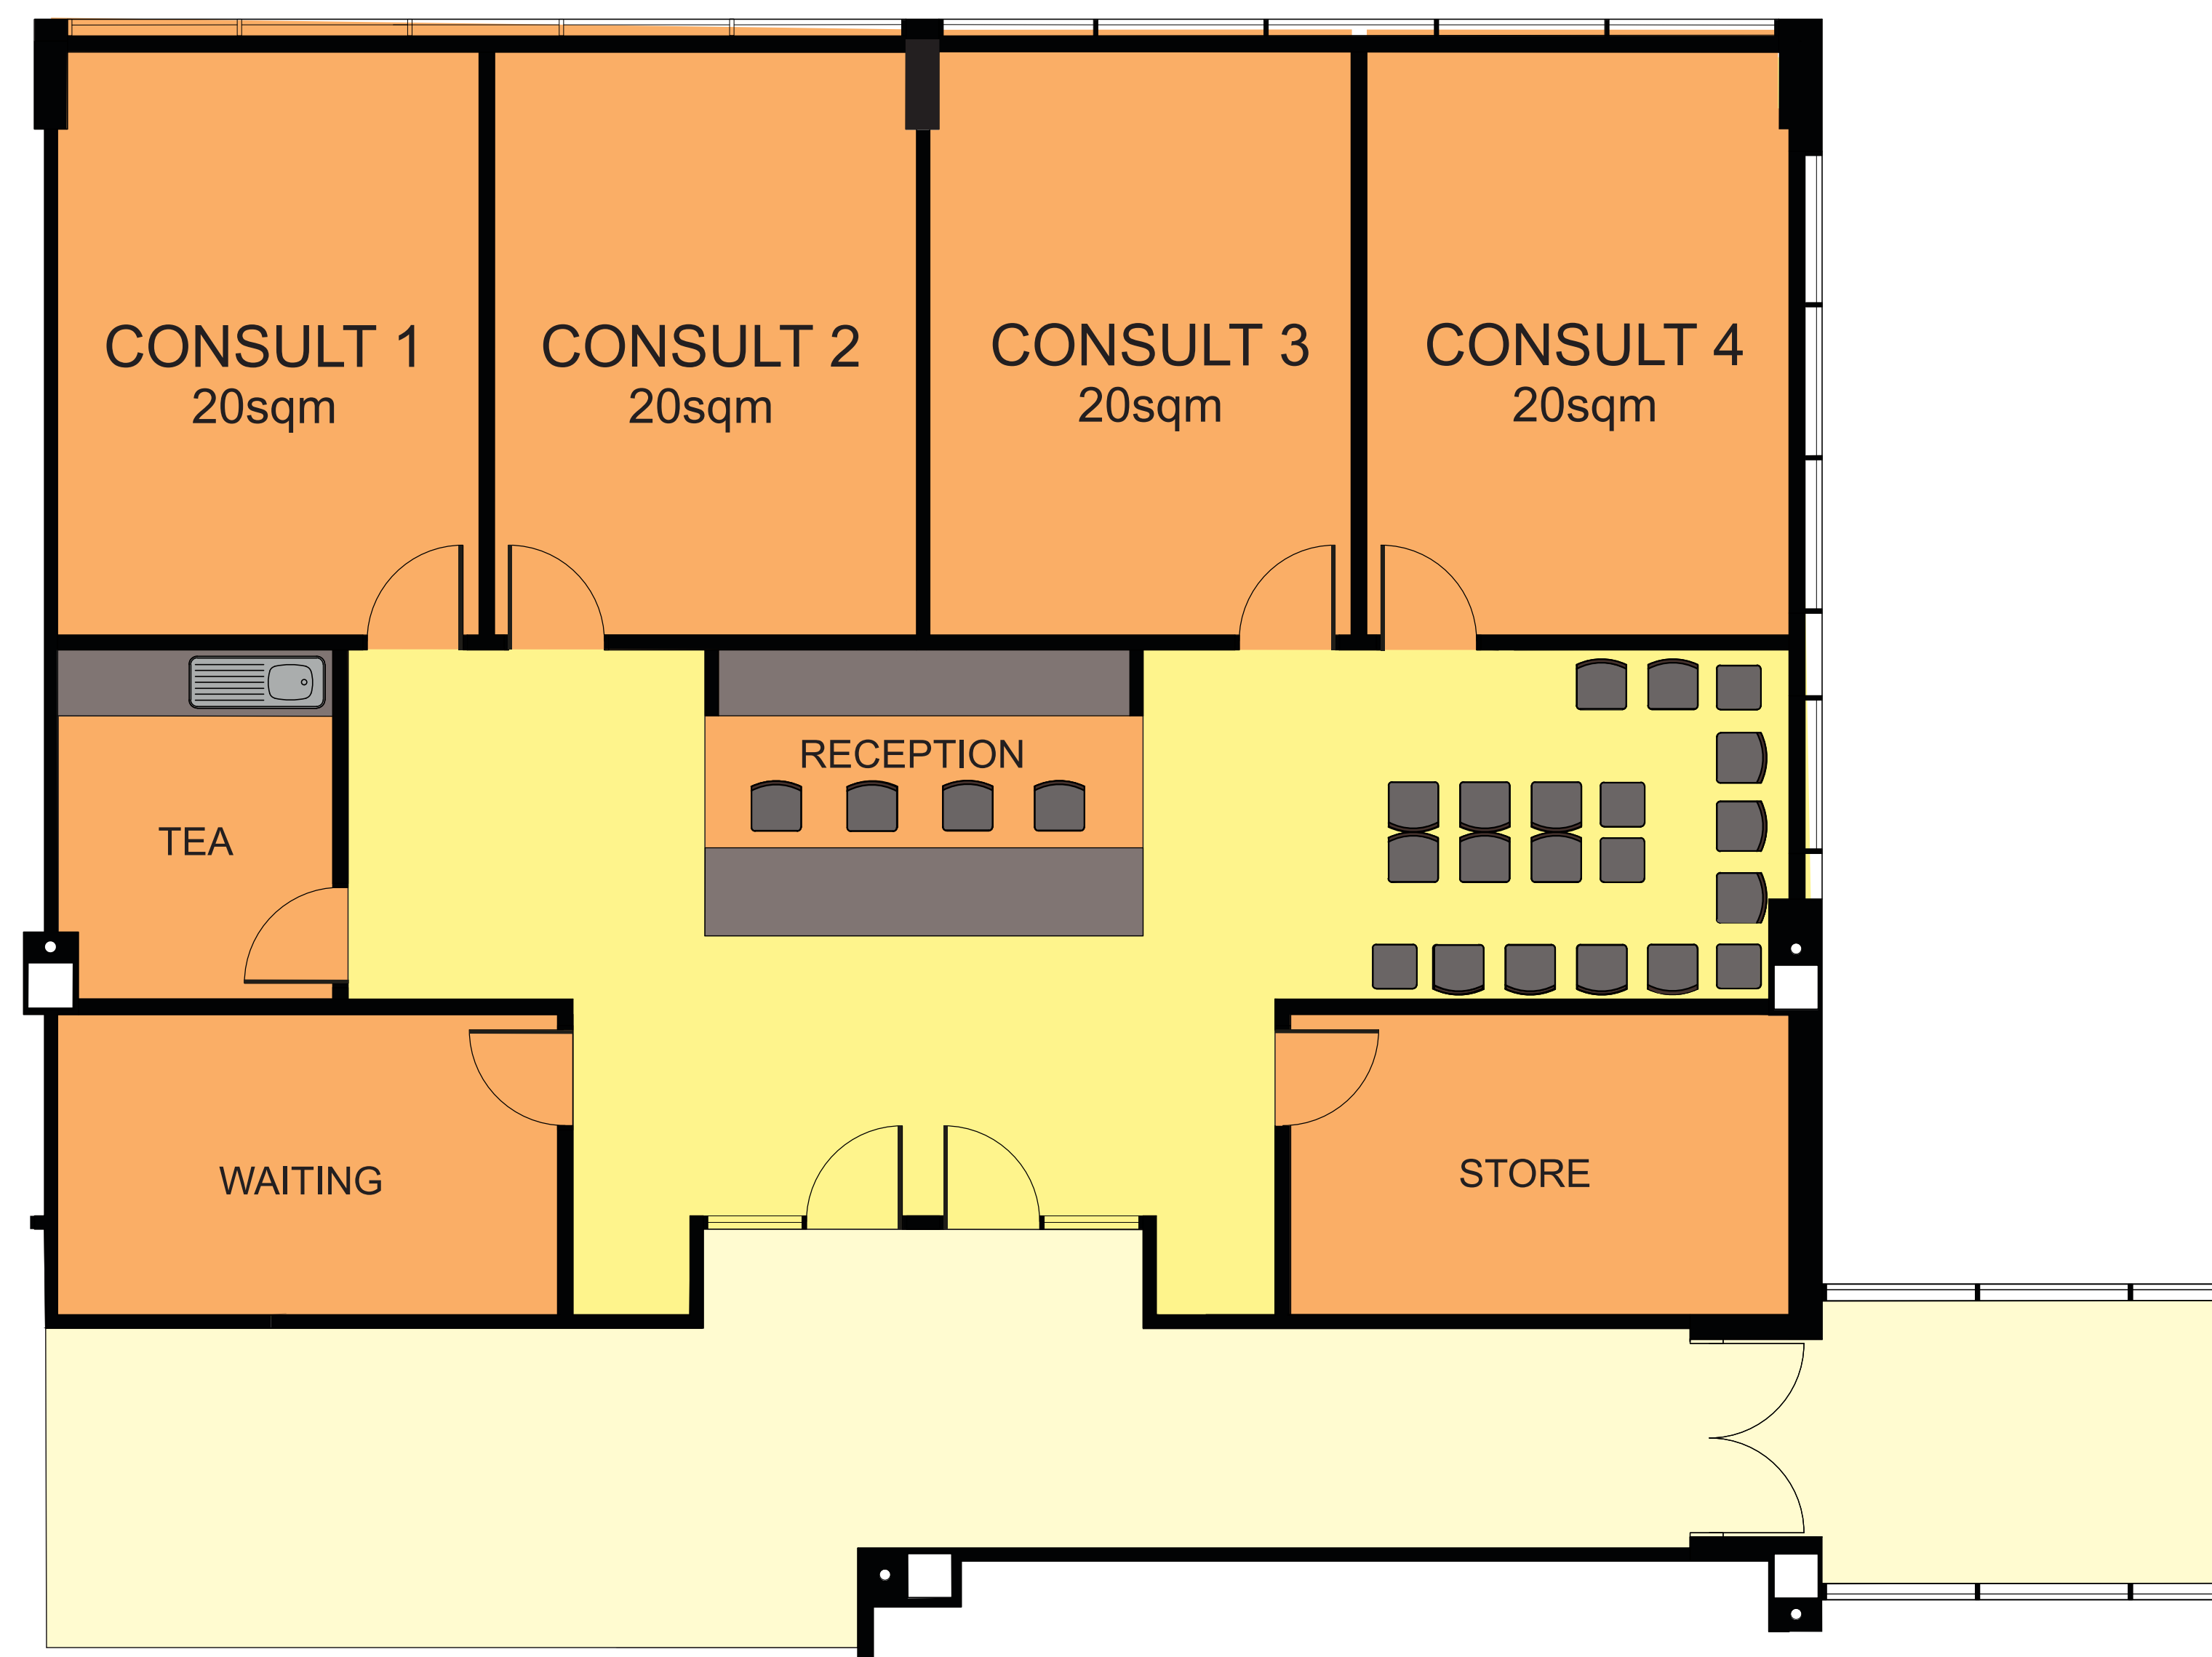 CONSULT 1
20sqm
CONSULT 2
20sqm
CONSULT 3
20sqm
CONSULT 4
20sqm
RECEPTION
TEA
WAITING
STORE